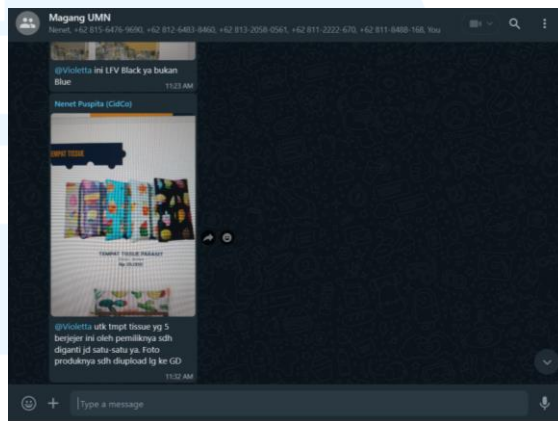 Magang UMN
Nenet, +62 815-6476-9690, +62 812-6483-8460, +62 813-2058-0561, +62 811-2222-670, +62 811-8488-168, You
@Violetta ini LFV Black ya bukan
Blue
11:23 AM
Nenet Puspita (CidCo)
TEMPAT TISSUE
TEMPAT TISSUE
@Violetta utk tmpt tissue yg 5
berjejer ini oleh pemiliknya sdh
diganti jd satu-satu ya. Foto
produknya sdh diupload lg ke GD
11:32 AM
Type a message